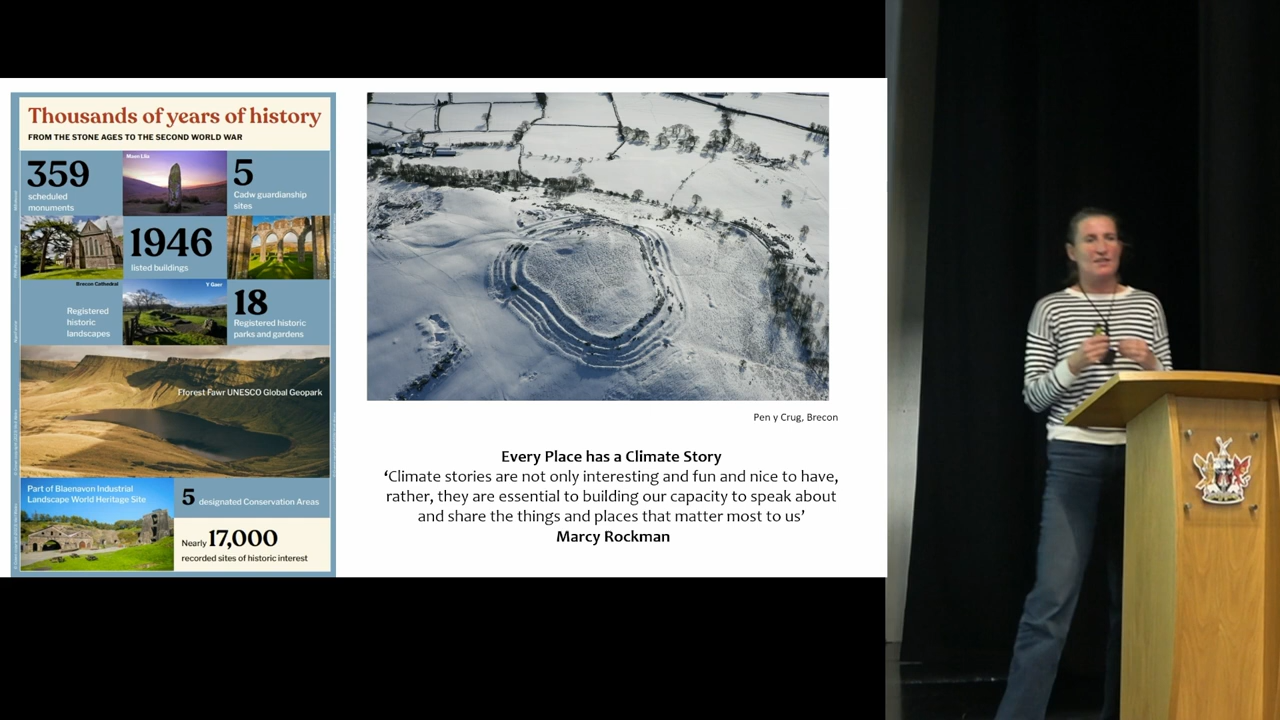 Thousands of years of history
FROM THE STONE AGES TO THE SECOND WORLD WAR
359
scheduled
monuments
Maen Llia
5
Cadw guardianship
sites
1946
listed buildings
Brecon Cathedral
Registered
historic
landscapes
Y Gaer
18
Registered historic
parks and gardens
Fforest Fawr UNESCO Global Geopark
Part of Blaenavon Industrial
Landscape World Heritage Site
5 designated Conservation Areas
Nearly 17,000
recorded sites of historic interest
Pen y Crug, Brecon
Every Place has a Climate Story
‘Climate stories are not only interesting and fun and nice to have,
rather, they are essential to building our capacity to speak about
and share the things and places that matter most to us’
Marcy Rockman